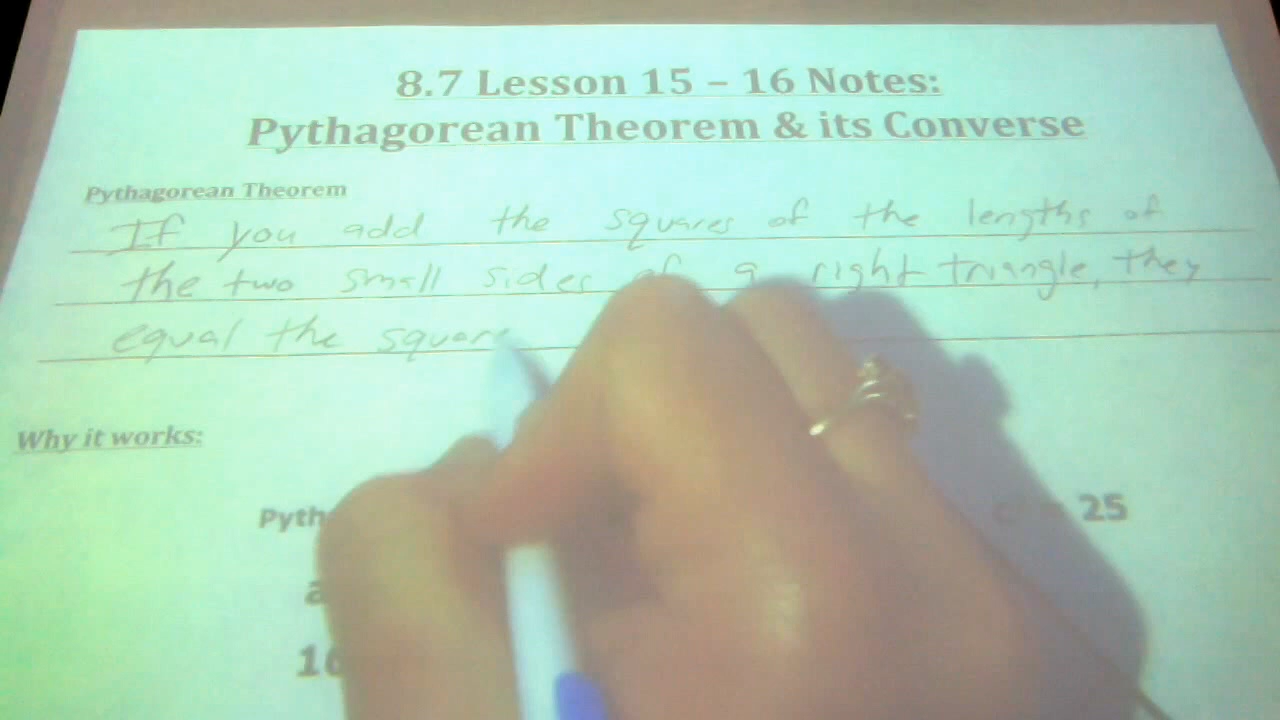 8.7 Lesson 15 – 16 Notes:
Pythagorean Theorem & its Converse
Pythagorean Theorem
If you add the squares of the lengths of
the two small sides of a right triangle, they
equal the square
Why it works:
25